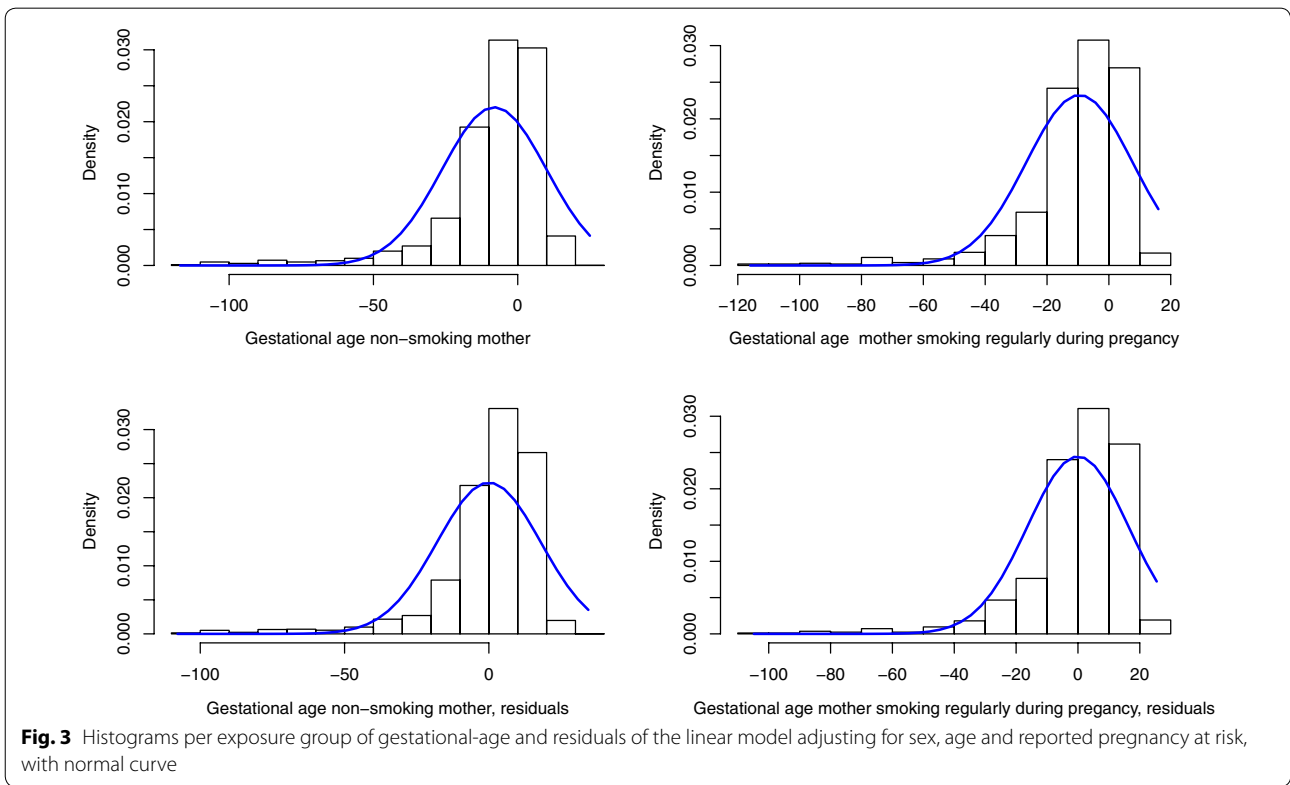 Density
0.000 0.010 0.020 0.030
−100 −50 0
Gestational age non−smoking mother
Density
0.000 0.010 0.020 0.030
−120 −100 −80 −60 −40 −20 0 20
Gestational age mother smoking regularly during pregancy
Density
0.000 0.010 0.020 0.030
−100 −50 0
Gestational age non−smoking mother, residuals
Density
0.000 0.010 0.020 0.030
−100 −80 −60 −40 −20 0 20
Gestational age mother smoking regularly during pregancy, residuals
Fig. 3 Histograms per exposure group of gestational-age and residuals of the linear model adjusting for sex, age and reported pregnancy at risk,
with normal curve